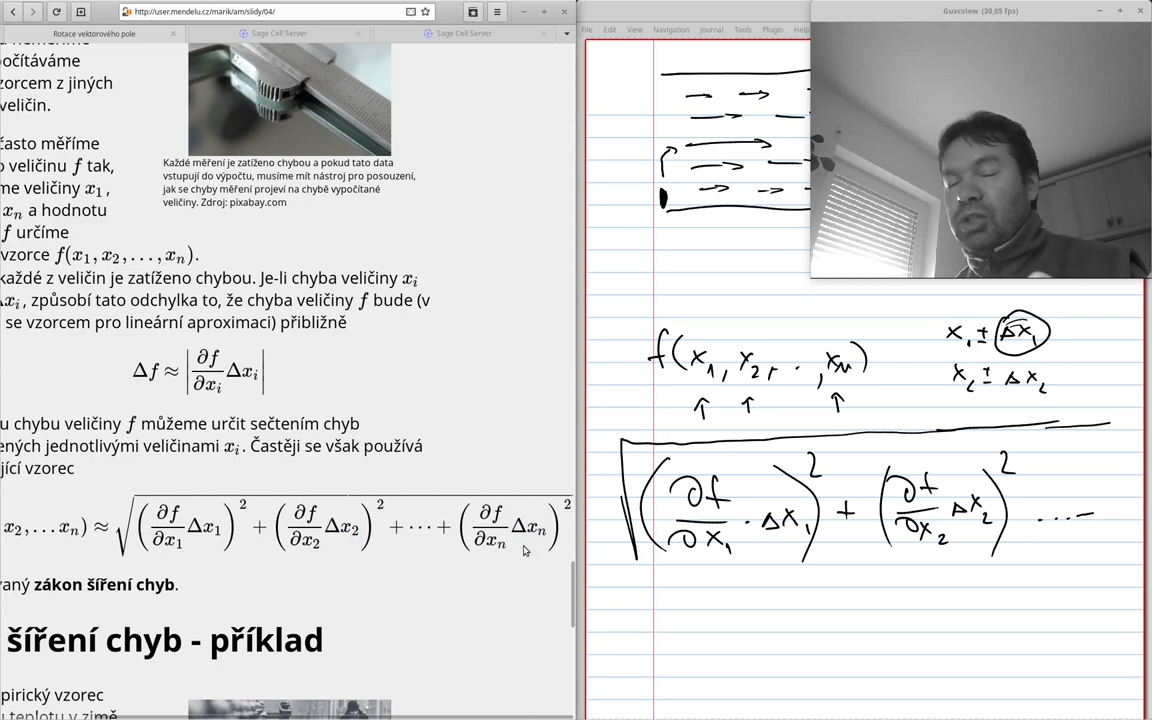 http://user.mendelu.cz/marik/am/slidy/04/
Rotace vektorového pole
Sage Cell Server
Sage Cell Server
počítáváme
zorcem z jiných
veličin.
často měříme
o veličinu f tak,
me veličiny x₁,
xₙ a hodnotu
f určíme
vzorce f(x₁, x₂, …, xₙ).
Každé měření je zatíženo chybou a pokud tato data
vstupují do výpočtu, musíme mít nástroj pro posouzení,
jak se chyby měření projeví na chybě vypočítané
veličiny. Zdroj: pixabay.com
každé z veličin je zatíženo chybou. Je-li chyba veličiny xᵢ
Δxᵢ, způsobí tato odchylka to, že chyba veličiny f bude (v
se vzorcem pro lineární aproximaci) přibližně
Δf ≈ |∂f/∂xᵢ Δxᵢ|
u chybu veličiny f můžeme určit sečtením chyb
ených jednotlivými veličinami xᵢ. Častěji se však používá
jící vzorec
x₂, … xₙ) ≈ √((∂f/∂x₁ Δx₁)² + (∂f/∂x₂ Δx₂)² + ⋯ + (∂f/∂xₙ Δxₙ)²
vaný zákon šíření chyb.
šíření chyb - příklad
pirický vzorec
u teplotu v zimě
File Edit View Navigation Journal Tools Plugin Help
Guvcview (30,05 fps)
x₁ ± Δx₁
f(x₁, x₂, . . , xₙ)
x₂ ± Δx₂
√(∂f/∂x₁ · Δx₁)² + (∂f/∂x₂ Δx₂)² ....